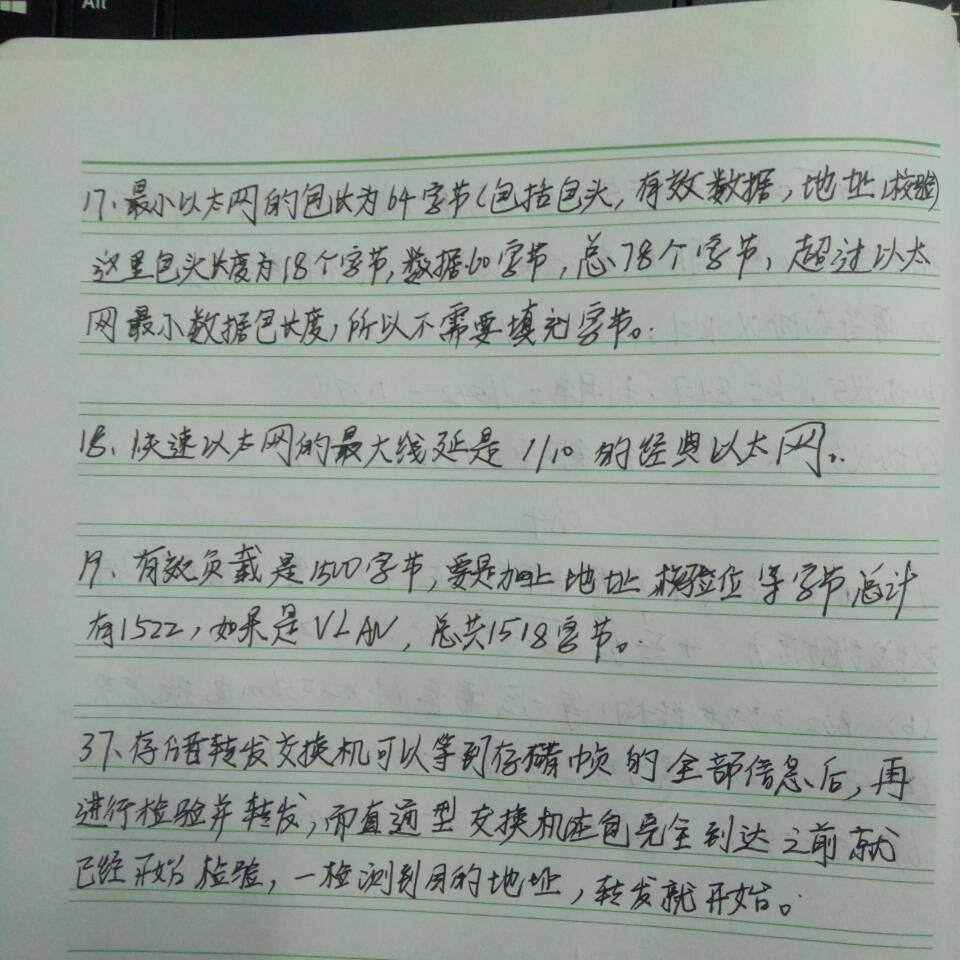 Alt
17、最小以太网的包长为64字节(包括包头,有效数据,地址,校验)
这里包头长度为18个字节,数据60字节,总78个字节,超过以太
网最小数据包长度,所以不需要填充字节。
18、快速以太网的最大线延是1/10的经典以太网。
19、有效负载是1500字节,要是加上地址,校验位等字节,总计
有1522,如果是VLAN,总共1518字节。
37、存储转发交换机可以等到存储帧的全部信息后,再
进行检验并转发,而直通型交换机在包完全到达之前就
已经开始检验,一检测到目的地址,转发就开始。